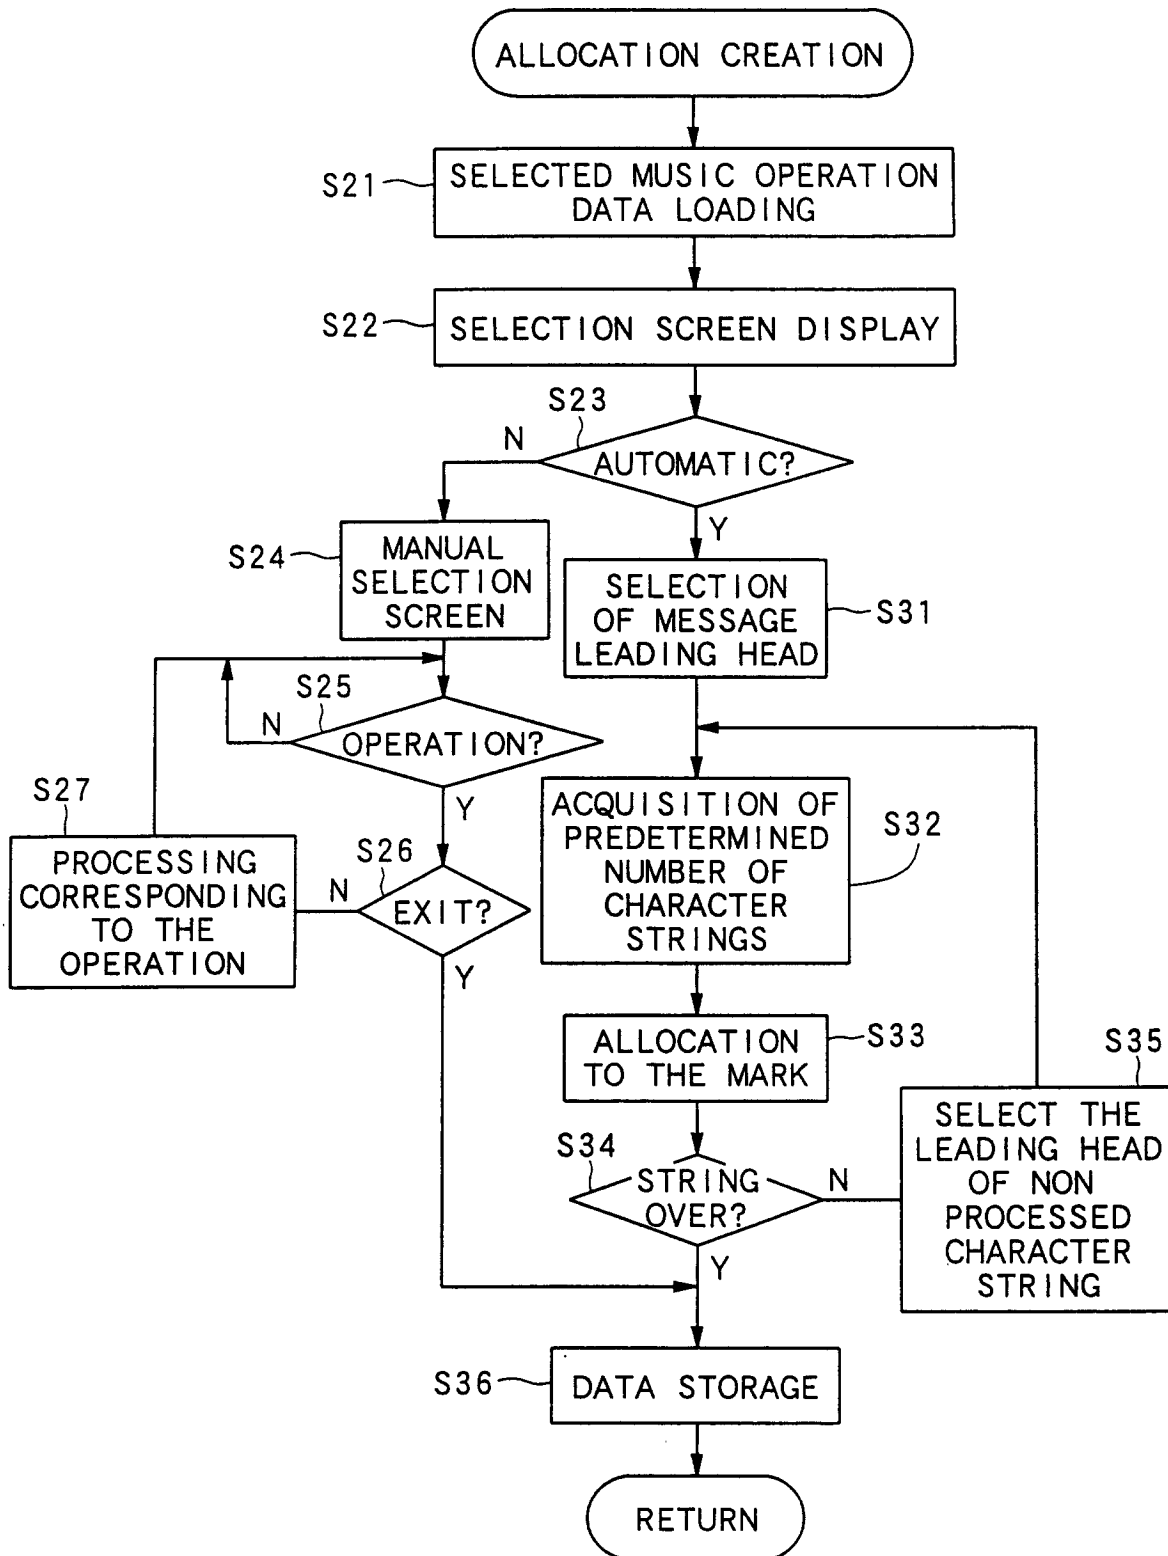 ALLOCATION CREATION
S21
SELECTED MUSIC OPERATION
DATA LOADING
S22
SELECTION SCREEN DISPLAY
S23
N
AUTOMATIC?
Y
S24
MANUAL
SELECTION
SCREEN
SELECTION
OF MESSAGE
LEADING HEAD
S31
S25
N
OPERATION?
Y
S27
PROCESSING
CORRESPONDING
TO THE
OPERATION
S26
N
EXIT?
Y
ACQUISITION OF
PREDETERMINED
NUMBER OF
CHARACTER
STRINGS
S32
ALLOCATION
TO THE MARK
S33
S34
STRING
OVER?
N
Y
S35
SELECT THE
LEADING HEAD
OF NON
PROCESSED
CHARACTER
STRING
S36
DATA STORAGE
RETURN